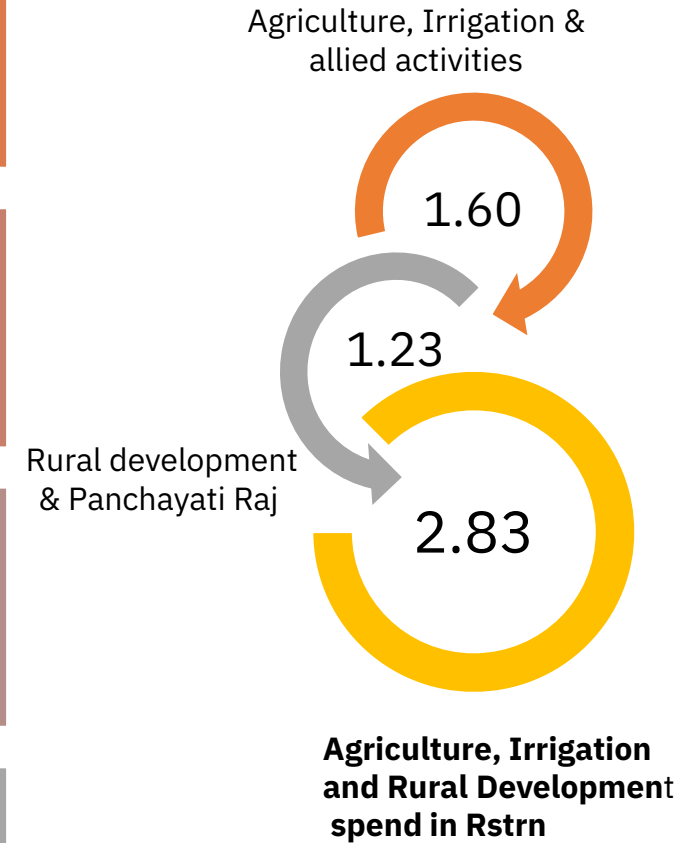 Agriculture, Irrigation &
allied activities
1.60
1.23
Rural development
& Panchayati Raj
2.83
Agriculture, Irrigation
and Rural Development
spend in Rstrn